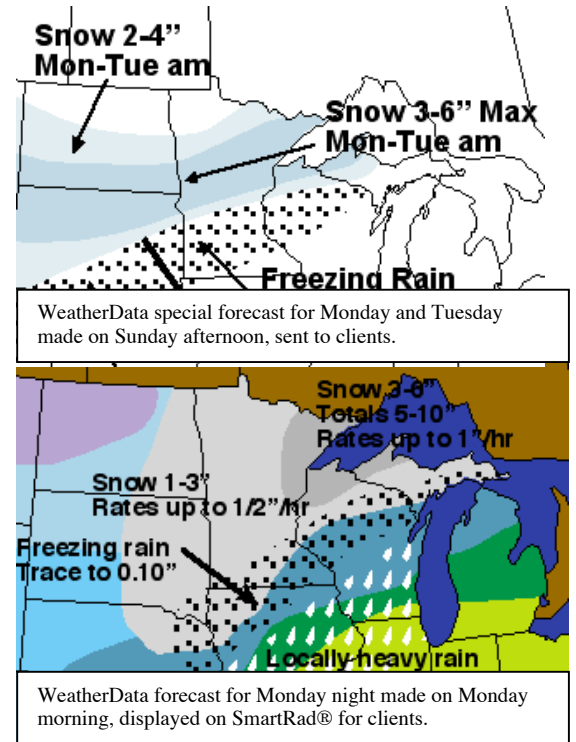 Snow 2-4”
Mon-Tue am
Snow 3-6” Max
Mon-Tue am
Freezing Rain
WeatherData special forecast for Monday and Tuesday
made on Sunday afternoon, sent to clients.
Snow 3-6”
Totals 5-10”
Rates up to 1”/hr
Snow 1-3”
Rates up to 1/2”/hr
Freezing rain
Trace to 0.10”
Locally heavy rain
WeatherData forecast for Monday night made on Monday
morning, displayed on SmartRad® for clients.